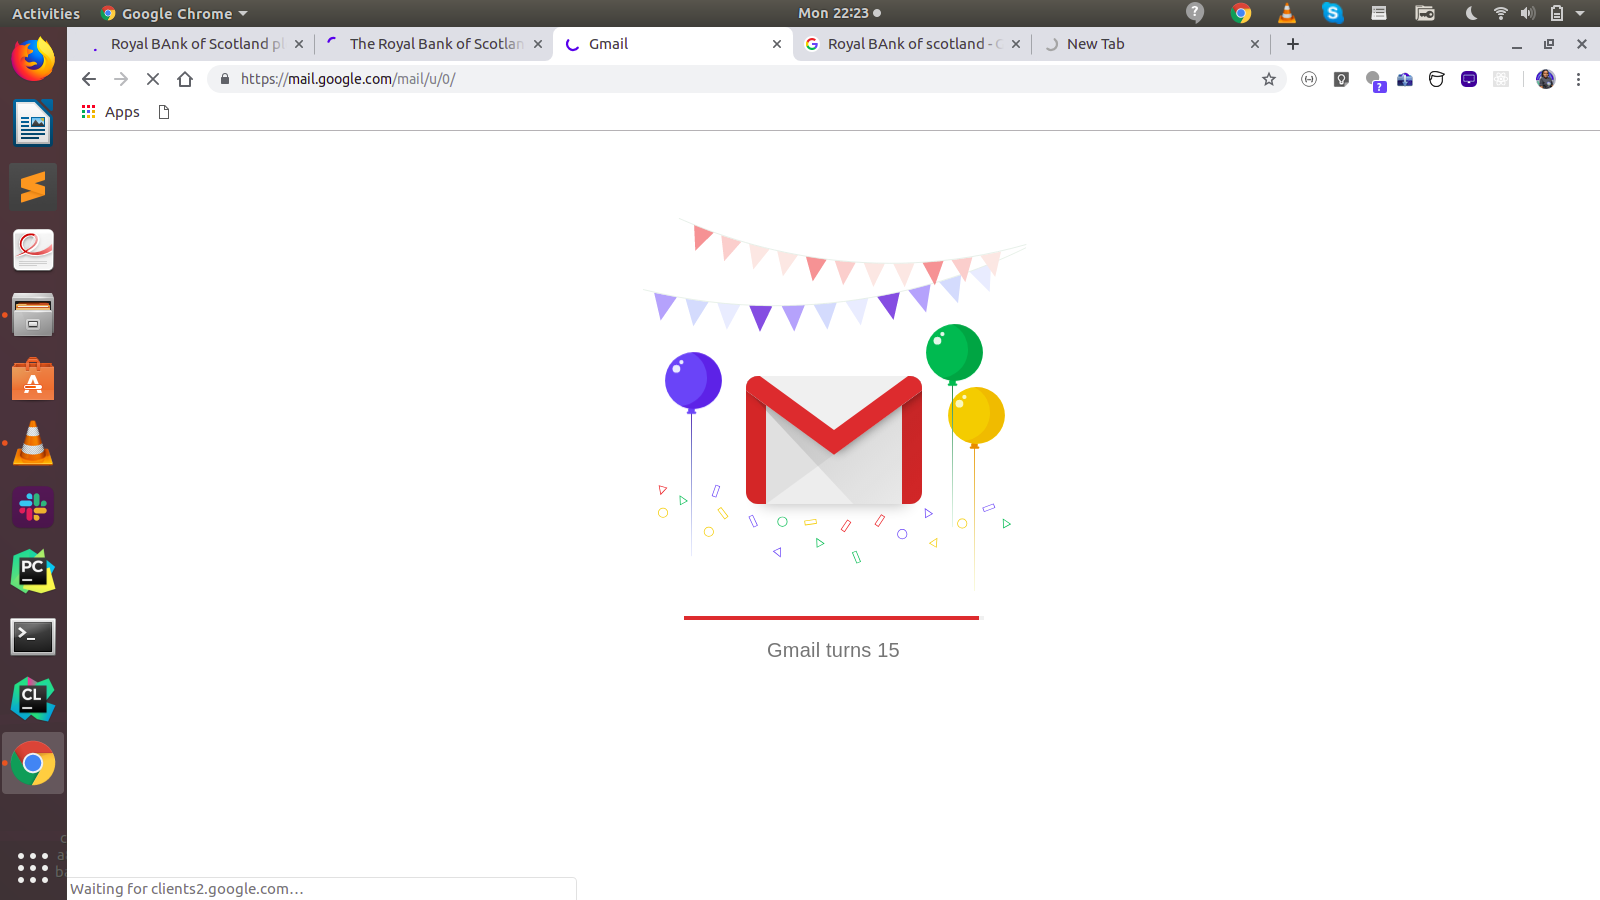 Activities
Google Chrome
Mon 22:23
Royal BAnk of Scotland pl
The Royal Bank of Scotlan
Gmail
Royal BAnk of scotland -
New Tab
https://mail.google.com/mail/u/0/
Apps
PC
CL
Gmail turns 15
Waiting for clients2.google.com…